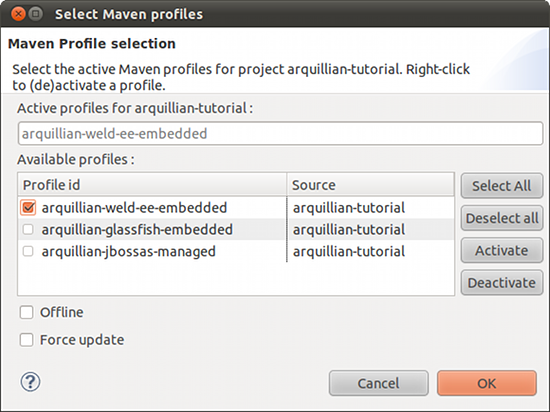 Select Maven profiles
Maven Profile selection
Select the active Maven profiles for project arquillian-tutorial. Right-click
to (de)activate a profile.
Active profiles for arquillian-tutorial :
arquillian-weld-ee-embedded
Available profiles :
Profile id Source
arquillian-weld-ee-embedded arquillian-tutorial
arquillian-glassfish-embedded arquillian-tutorial
arquillian-jbossas-managed arquillian-tutorial
Select All
Deselect all
Activate
Deactivate
Offline
Force update
?
Cancel OK